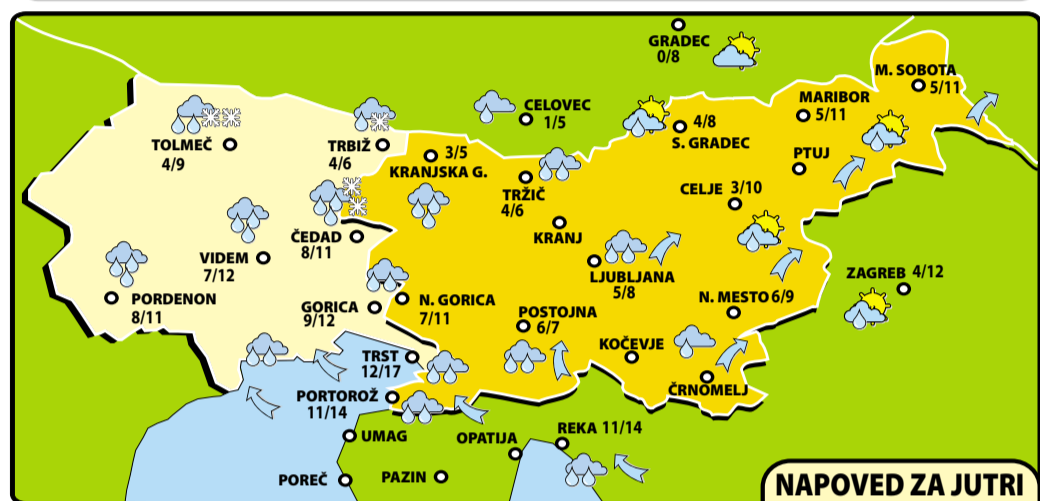 GRADEC
0/8
M. SOBOTA
5/11
CELOVEC
1/5
MARIBOR
5/11
4/8
S. GRADEC
TOLMEČ
4/9
TRBIŽ
4/6
3/5
KRANJSKA G.
PTUJ
TRŽIČ
4/6
CELJE 3/10
KRANJ
ČEDAD
8/11
VIDEM
7/12
LJUBLJANA
5/8
ZAGREB 4/12
PORDENON
8/11
GORICA
9/12
N. GORICA
7/11
N. MESTO 6/9
POSTOJNA
6/7
KOČEVJE
TRST
12/17
ČRNOMELJ
PORTOROŽ
11/14
UMAG
OPATIJA
REKA 11/14
POREČ
PAZIN
NAPOVED ZA JUTRI